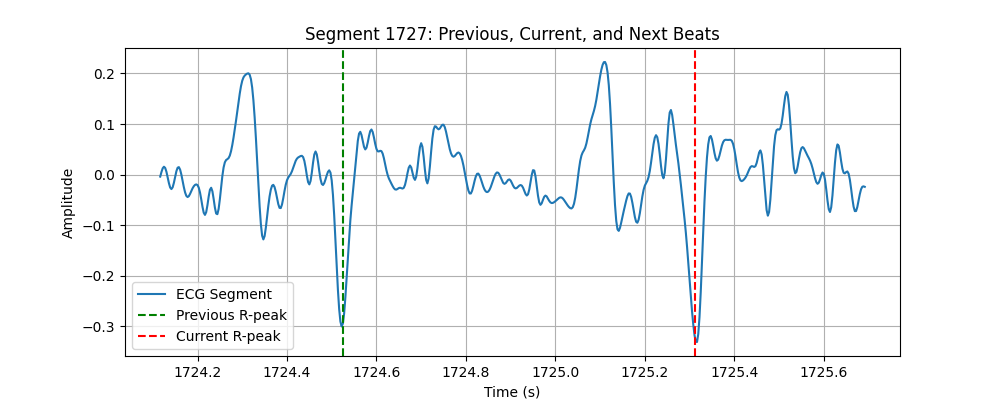 Segment 1727: Previous, Current, and Next Beats
0.2
0.1
0.0
−0.1
−0.2
−0.3
Amplitude
ECG Segment
Previous R-peak
Current R-peak
1724.2 1724.4 1724.6 1724.8 1725.0 1725.2 1725.4 1725.6
Time (s)